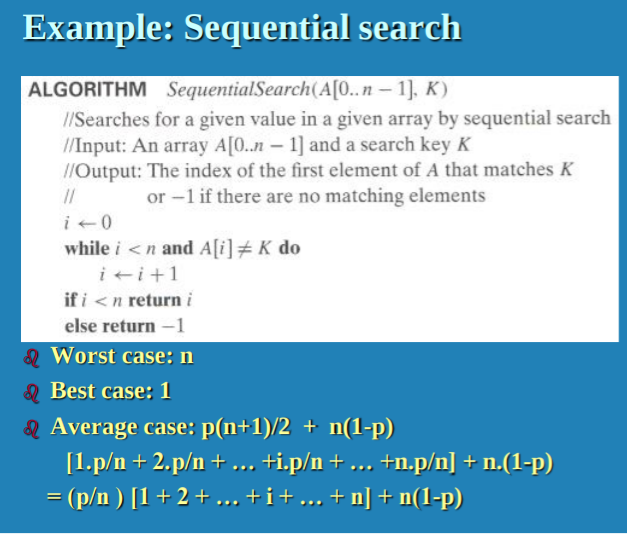 Example: Sequential search
ALGORITHM SequentialSearch(A[0..n − 1], K)
//Searches for a given value in a given array by sequential search
//Input: An array A[0..n − 1] and a search key K
//Output: The index of the first element of A that matches K
// or −1 if there are no matching elements
i ← 0
while i < n and A[i] ≠ K do
i ← i + 1
if i < n return i
else return −1
Worst case: n
Best case: 1
Average case: p(n+1)/2 + n(1-p)
[1.p/n + 2.p/n + … +i.p/n + … +n.p/n] + n.(1-p)
= (p/n ) [1 + 2 + … + i + … + n] + n(1-p)